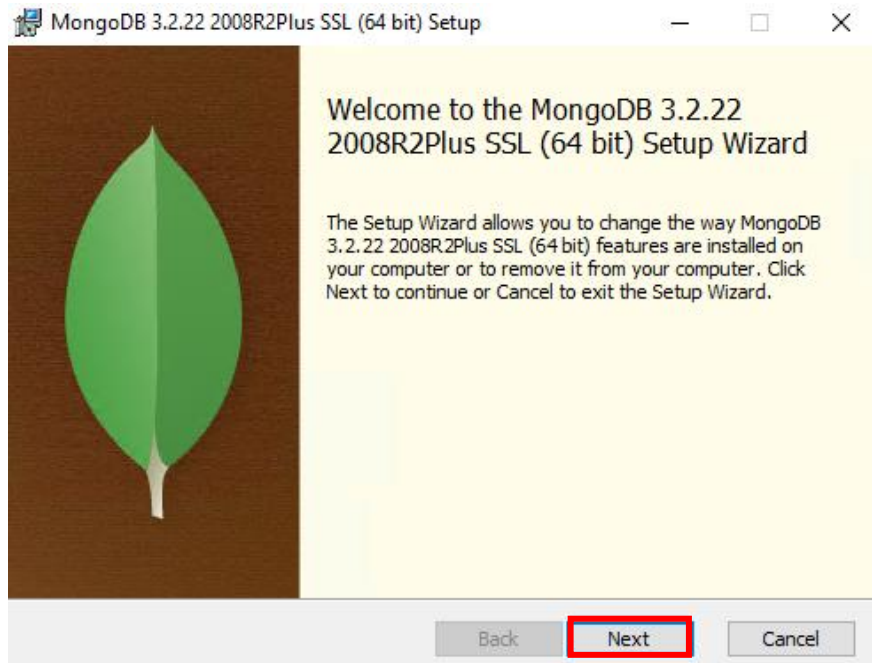 MongoDB 3.2.22 2008R2Plus SSL (64 bit) Setup
Welcome to the MongoDB 3.2.22
2008R2Plus SSL (64 bit) Setup Wizard
The Setup Wizard allows you to change the way MongoDB
3.2.22 2008R2Plus SSL (64 bit) features are installed on
your computer or to remove it from your computer. Click
Next to continue or Cancel to exit the Setup Wizard.
Back Next Cancel